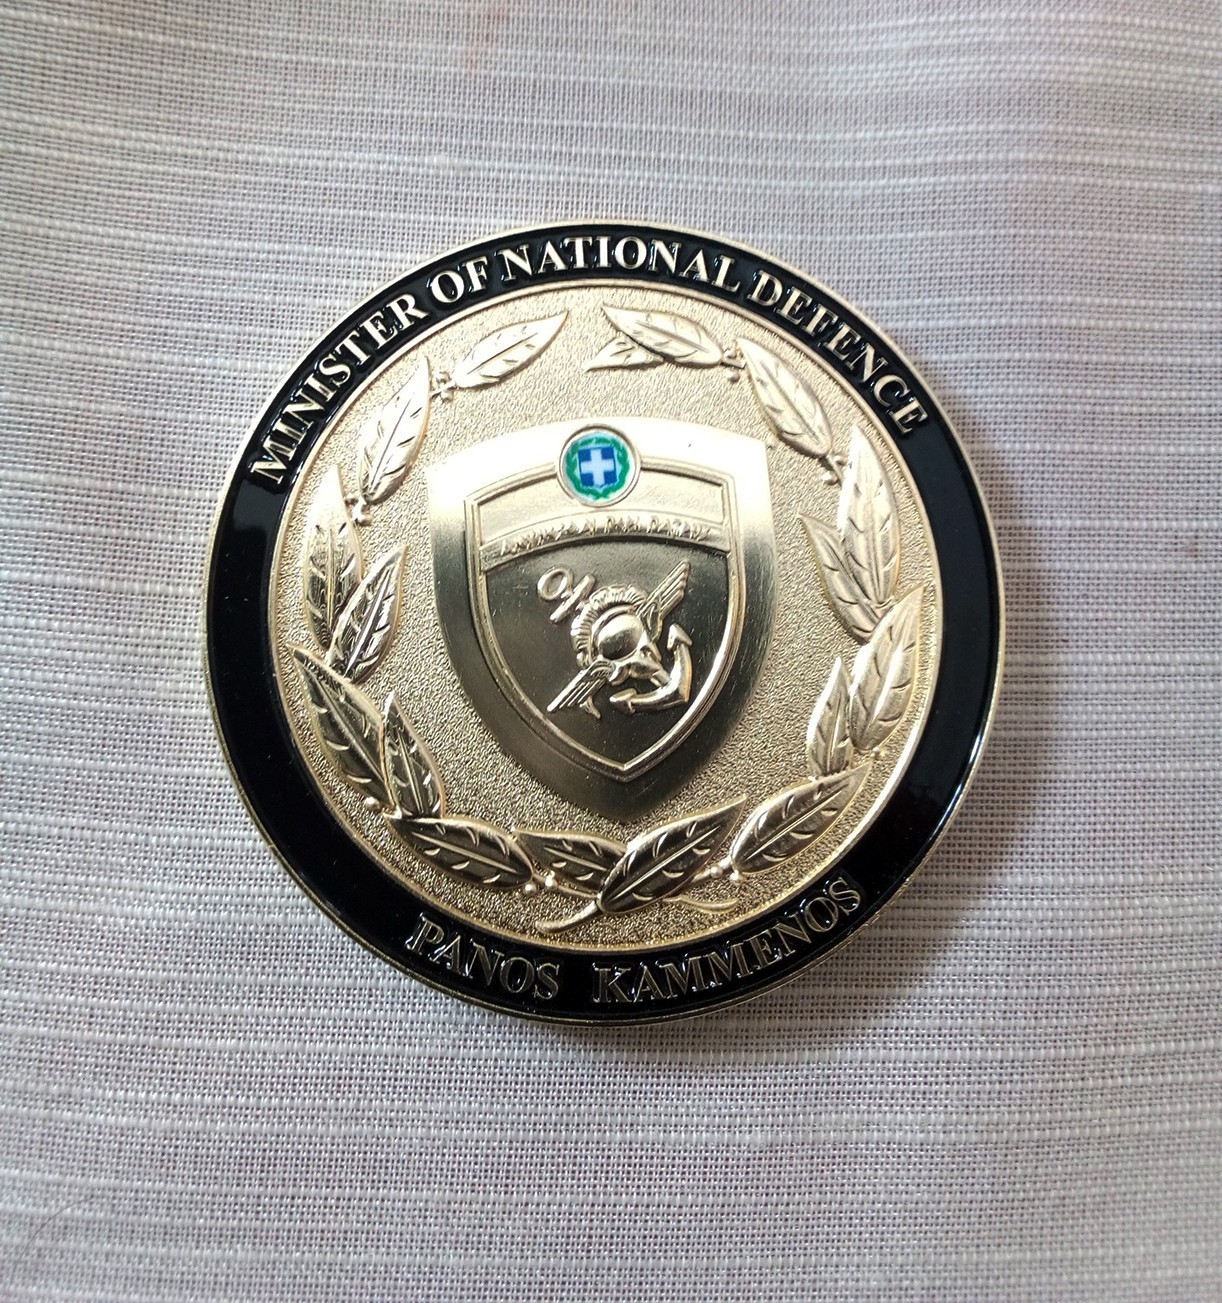 MINISTER OF NATIONAL DEFENCE
PANOS KAMMENOS